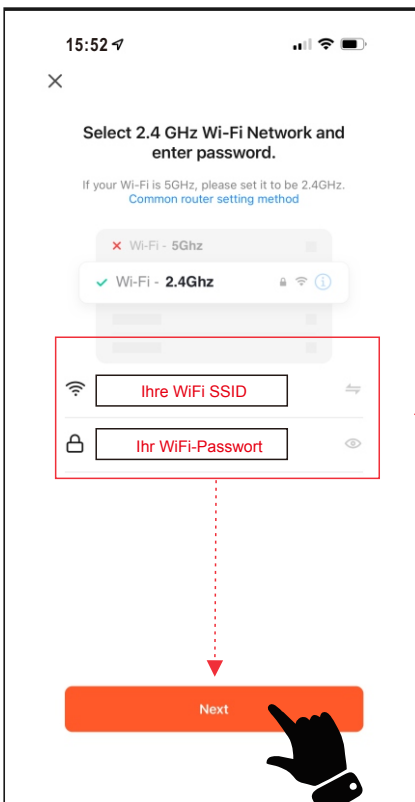 15:52
Select 2.4 GHz Wi-Fi Network and
enter password.
If your Wi-Fi is 5GHz, please set it to be 2.4GHz.
Common router setting method
Wi-Fi - 5Ghz
Wi-Fi - 2.4Ghz
Ihre WiFi SSID
Ihr WiFi-Passwort
Next